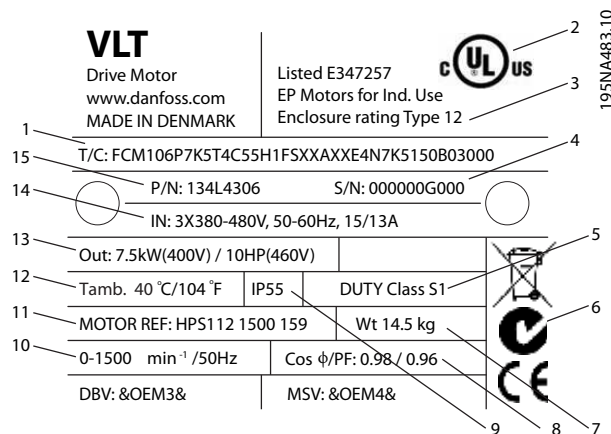 VLT
Drive Motor
www.danfoss.com
MADE IN DENMARK
Listed E347257
EP Motors for Ind. Use
Enclosure rating Type 12
C UL US
®
195NA483.10
2
3
1
T/C: FCM106P7K5T4C55H1FSXXAXXE4N7K5150B03000
4
15
P/N: 134L4306 S/N: 000000G000
14
IN: 3X380-480V, 50-60Hz, 15/13A
13
Out: 7.5kW(400V) / 10HP(460V)
5
12
Tamb. 40 °C/104 °F IP55 DUTY Class S1
6
11
MOTOR REF: HPS112 1500 159 Wt 14.5 kg
10
0-1500 min⁻¹ /50Hz Cos ϕ/PF: 0.98 / 0.96
CE
DBV: &OEM3& MSV: &OEM4&
9 8 7